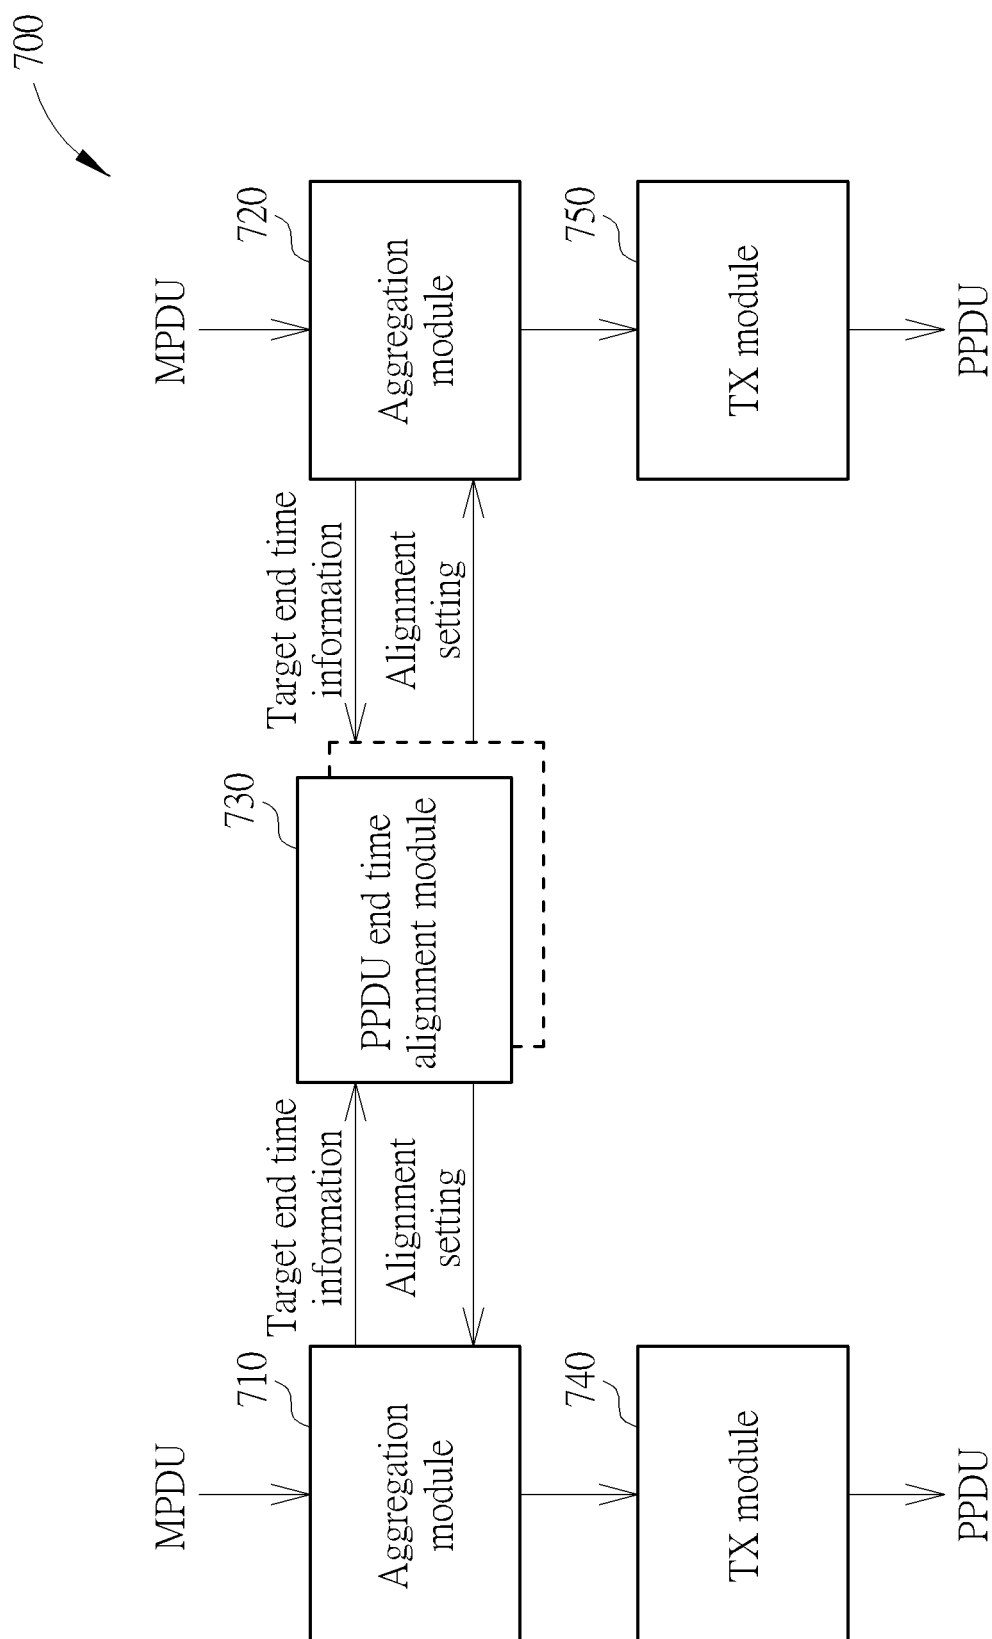 700
MPDU
MPDU
710
Target end time
information
730
Target end time
information
720
Aggregation
module
Alignment
setting
PPDU end time
alignment module
Alignment
setting
Aggregation
module
740
750
TX module
TX module
PPDU
PPDU